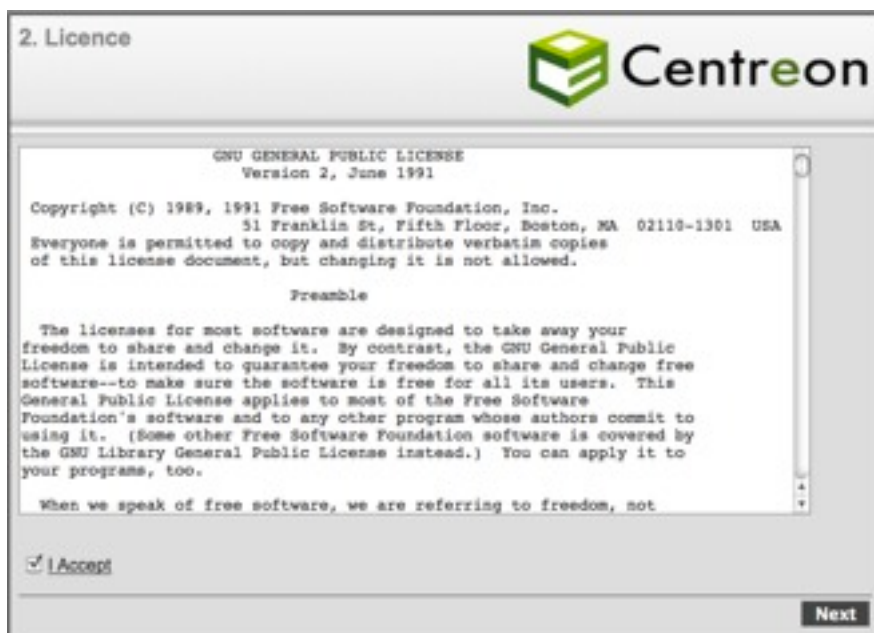 2. Licence
Centreon
GNU GENERAL PUBLIC LICENSE
Version 2, June 1991
Copyright (C) 1989, 1991 Free Software Foundation, Inc.
51 Franklin St, Fifth Floor, Boston, MA 02110-1301 USA
Everyone is permitted to copy and distribute verbatim copies
of this license document, but changing it is not allowed.
Preamble
The licenses for most software are designed to take away your
freedom to share and change it. By contrast, the GNU General Public
License is intended to guarantee your freedom to share and change free
software--to make sure the software is free for all its users. This
General Public License applies to most of the Free Software
Foundation's software and to any other program whose authors commit to
using it. (Some other Free Software Foundation software is covered by
the GNU Library General Public License instead.) You can apply it to
your programs, too.
When we speak of free software, we are referring to freedom, not
I Accept
Next